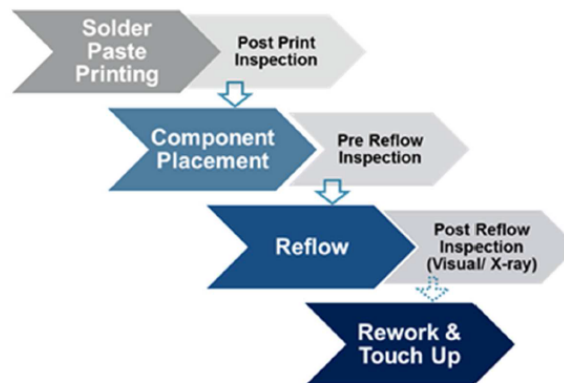 Solder
Paste
Printing
Post Print
Inspection
Component
Placement
Pre Reflow
Inspection
Reflow
Post Reflow
Inspection
(Visual/ X-ray)
Rework &
Touch Up